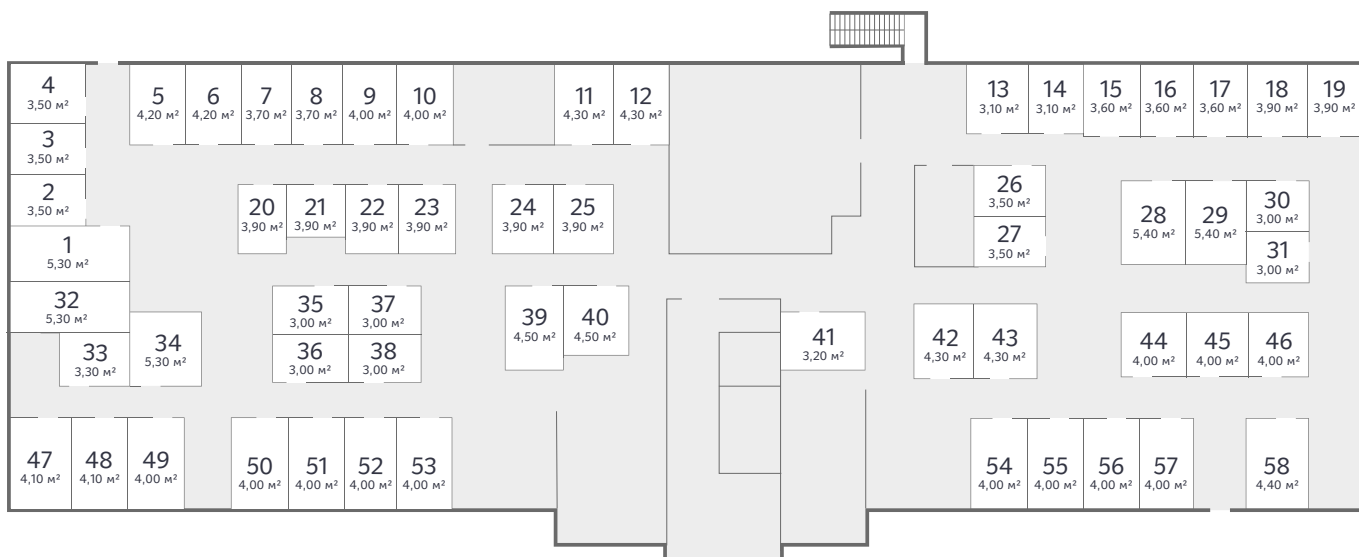 4
3,50 м²
3
3,50 м²
2
3,50 м²
1
5,30 м²
32
5,30 м²
33
3,30 м²
34
5,30 м²
5
4,20 м²
6
4,20 м²
7
3,70 м²
8
3,70 м²
9
4,00 м²
10
4,00 м²
11
4,30 м²
12
4,30 м²
13
3,10 м²
14
3,10 м²
15
3,60 м²
16
3,60 м²
17
3,60 м²
18
3,90 м²
19
3,90 м²
20
3,90 м²
21
3,90 м²
22
3,90 м²
23
3,90 м²
24
3,90 м²
25
3,90 м²
26
3,50 м²
27
3,50 м²
28
5,40 м²
29
5,40 м²
30
3,00 м²
31
3,00 м²
35
3,00 м²
37
3,00 м²
36
3,00 м²
38
3,00 м²
39
4,50 м²
40
4,50 м²
41
3,20 м²
42
4,30 м²
43
4,30 м²
44
4,00 м²
45
4,00 м²
46
4,00 м²
47
4,10 м²
48
4,10 м²
49
4,00 м²
50
4,00 м²
51
4,00 м²
52
4,00 м²
53
4,00 м²
54
4,00 м²
55
4,00 м²
56
4,00 м²
57
4,00 м²
58
4,40 м²